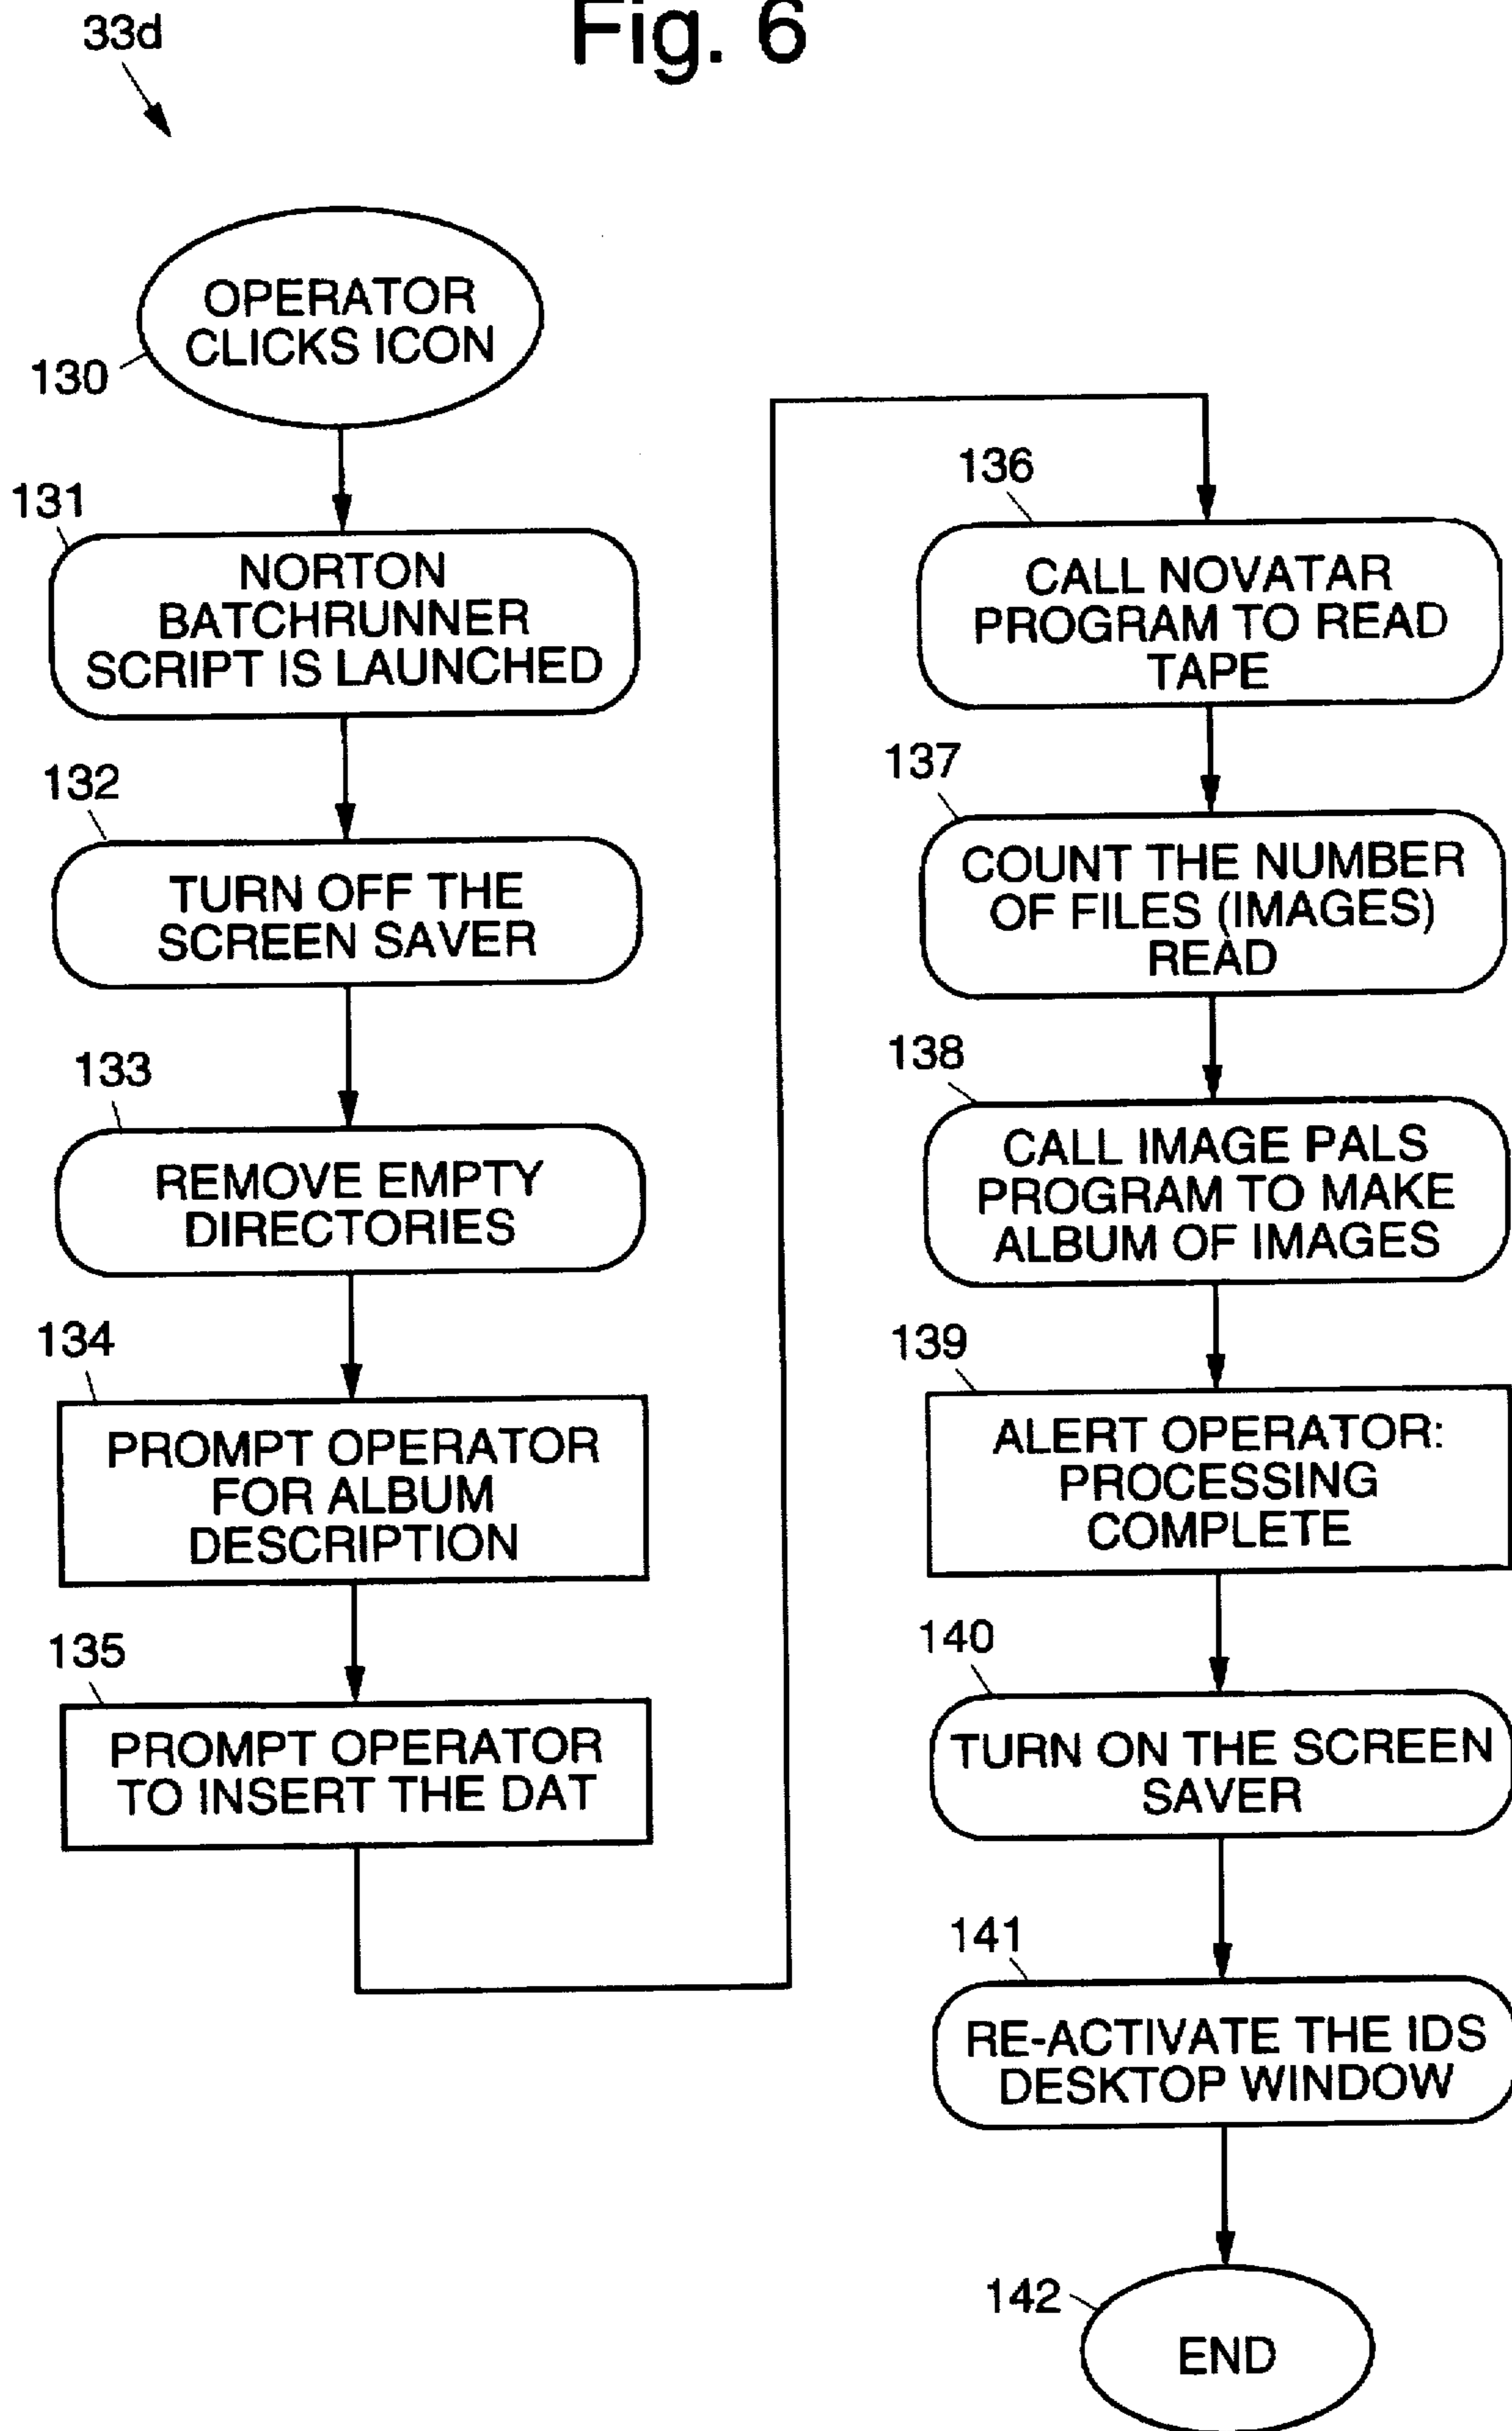 Fig. 6
33d
OPERATOR
CLICKS ICON
130
131
NORTON
BATCHRUNNER
SCRIPT IS LAUNCHED
132
TURN OFF THE
SCREEN SAVER
133
REMOVE EMPTY
DIRECTORIES
134
PROMPT OPERATOR
FOR ALBUM
DESCRIPTION
135
PROMPT OPERATOR
TO INSERT THE DAT
136
CALL NOVATAR
PROGRAM TO READ
TAPE
137
COUNT THE NUMBER
OF FILES (IMAGES)
READ
138
CALL IMAGE PALS
PROGRAM TO MAKE
ALBUM OF IMAGES
139
ALERT OPERATOR:
PROCESSING
COMPLETE
140
TURN ON THE SCREEN
SAVER
141
RE-ACTIVATE THE IDS
DESKTOP WINDOW
142
END